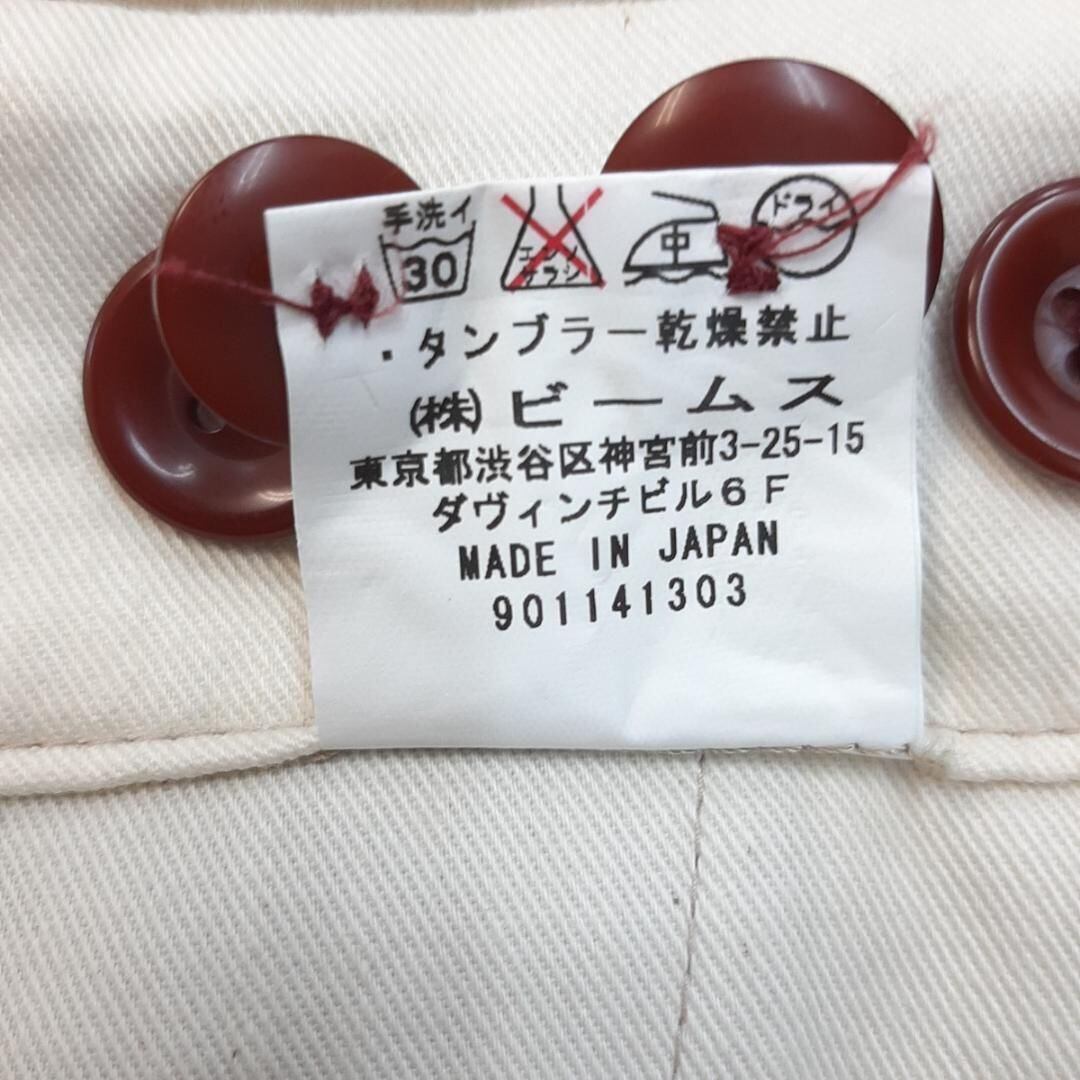 手洗イ
30
エンソ
サラシ
中
ドライ
・タンブラー乾燥禁止
(株)ビームス
東京都渋谷区神宮前3-25-15
ダヴィンチビル6F
MADE IN JAPAN
901141303